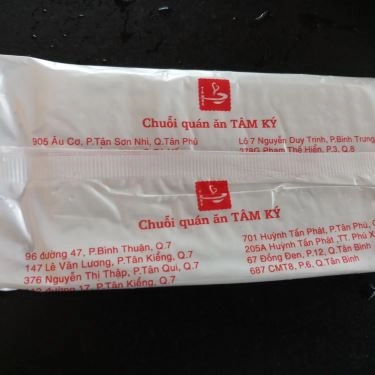 Chuỗi quán ăn TÂM KÝ
905 Âu Cơ, P.Tân Sơn Nhì, Q.Tân Phú
Lô 7 Nguyễn Duy Trinh, P.Bình Trưng
379G Phạm Thế Hiển, P.3, Q.8
Chuỗi quán ăn TÂM KÝ
96 đường 47, P.Bình Thuận, Q.7
147 Lê Văn Lương, P.Tân Kiểng, Q.7
376 Nguyễn Thị Thập, P.Tân Qui, Q.7
đường 17, P.Tân Kiểng, Q.7
701 Huỳnh Tấn Phát, P.Tân Phú, Q
205A Huỳnh Tấn Phát, TT. Phú X
67 Đồng Đen, P.12, Q.Tân Bình
687 CMT8, P.6, Q.Tân Bình